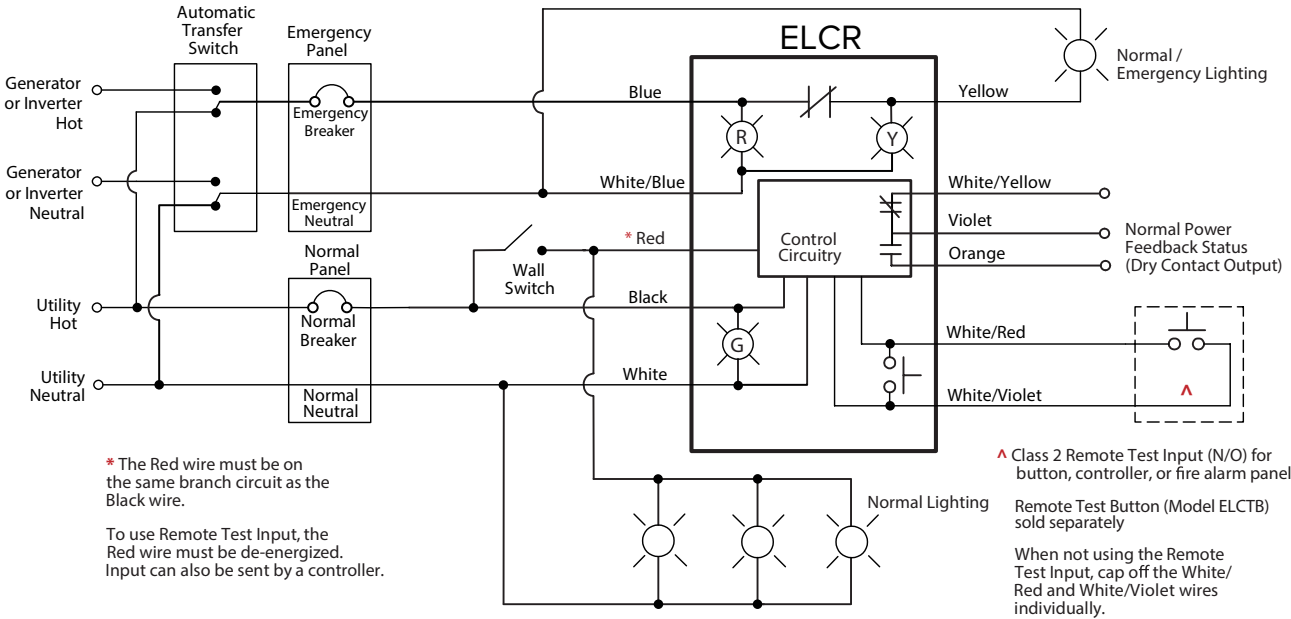 Automatic
Transfer
Switch
Emergency
Panel
ELCR
Normal /
Emergency Lighting
Generator
or Inverter
Hot
Blue
Yellow
Emergency
Breaker
R
Y
Generator
or Inverter
Neutral
White/Blue
White/Yellow
Emergency
Neutral
Violet
Normal Power
Feedback Status
(Dry Contact Output)
* Red
Control
Circuitry
Orange
Normal
Panel
Wall
Switch
Utility
Hot
Black
Normal
Breaker
G
White/Red
Utility
Neutral
White
White/Violet
^
Normal
Neutral
* The Red wire must be on
the same branch circuit as the
Black wire.
To use Remote Test Input, the
Red wire must be de-energized.
Input can also be sent by a controller.
Normal Lighting
^ Class 2 Remote Test Input (N/O) for
button, controller, or fire alarm panel
Remote Test Button (Model ELCTB)
sold separately
When not using the Remote
Test Input, cap off the White/
Red and White/Violet wires
individually.